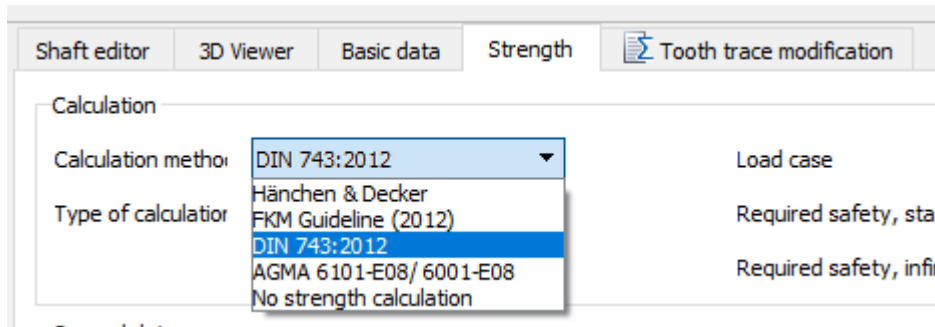 Shaft editor 3D Viewer Basic data Strength Tooth trace modification
Calculation
Calculation metho DIN 743:2012 Load case
Hänchen & Decker
Type of calculation FKM Guideline (2012) Required safety, sta
DIN 743:2012
AGMA 6101-E08/ 6001-E08 Required safety, infi
No strength calculation